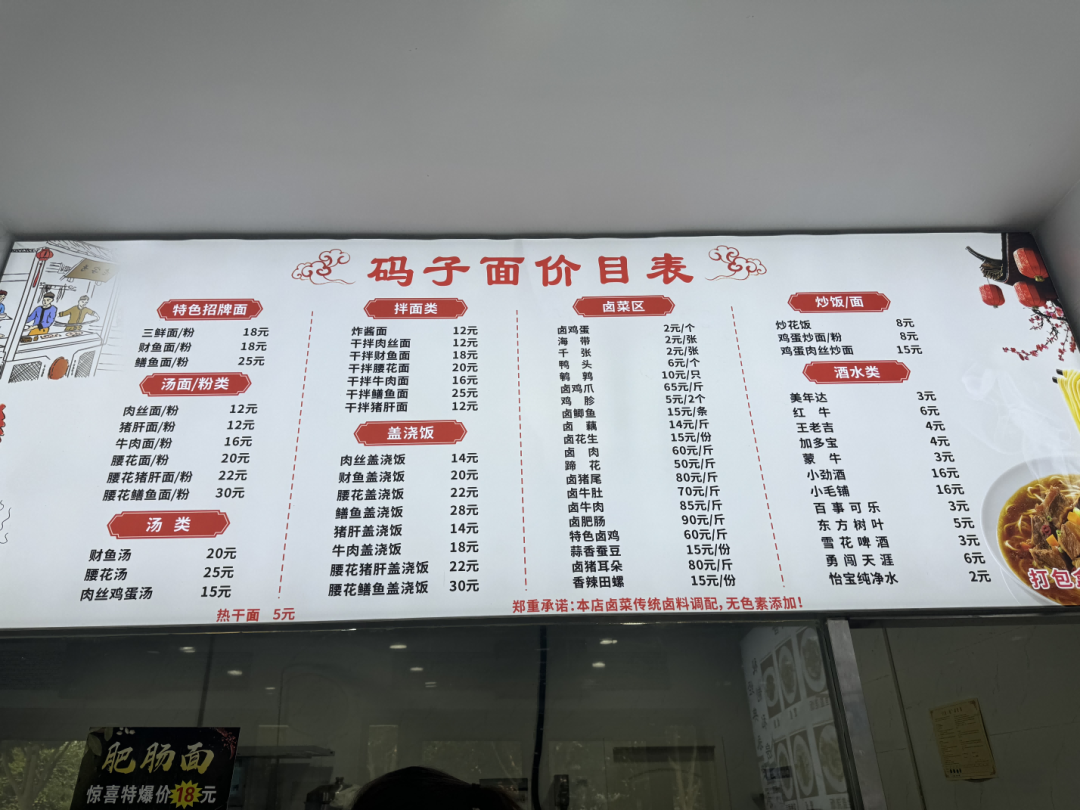 码子面价目表
特色招牌面
三鲜面/粉 18元
财鱼面/粉 18元
鳝鱼面/粉 25元
汤面/粉类
肉丝面/粉 12元
猪肝面/粉 12元
牛肉面/粉 16元
腰花面/粉 20元
腰花猪肝面/粉 22元
腰花鳝鱼面/粉 30元
汤 类
财鱼汤 20元
腰花汤 25元
肉丝鸡蛋汤 15元
热干面 5元
拌面类
炸酱面 12元
干拌肉丝面 12元
干拌财鱼面 18元
干拌腰花面 20元
干拌牛肉面 16元
干拌鳝鱼面 25元
干拌猪肝面 12元
盖浇饭
肉丝盖浇饭 14元
财鱼盖浇饭 20元
腰花盖浇饭 22元
鳝鱼盖浇饭 28元
猪肝盖浇饭 14元
牛肉盖浇饭 18元
腰花猪肝盖浇饭 22元
腰花鳝鱼盖浇饭 30元
卤菜区
卤鸡蛋 2元/个
海 带 2元/张
千 张 2元/张
鸭 头 6元/个
鹌 鹑 10元/只
卤鸡爪 65元/斤
鸡 胗 5元/2个
卤鲫鱼 15元/条
卤 藕 14元/斤
卤花生 15元/份
卤 肉 60元/斤
蹄 花 50元/斤
卤猪尾 80元/斤
卤牛肚 70元/斤
卤牛肉 85元/斤
卤肥肠 90元/斤
特色卤鸡 60元/斤
蒜香蚕豆 15元/份
卤猪耳朵 80元/斤
香辣田螺 15元/份
郑重承诺:本店卤菜传统卤料调配,无色素添加!
炒饭/面
炒花饭 8元
鸡蛋炒面/粉 8元
鸡蛋肉丝炒面 15元
酒水类
美年达 3元
红 牛 6元
王老吉 4元
加多宝 4元
蒙 牛 3元
小劲酒 16元
小毛铺 16元
百事可乐 3元
东方树叶 5元
雪花啤酒 3元
勇闯天涯 6元
怡宝纯净水 2元
打包
肥肠面
惊喜特爆价18元